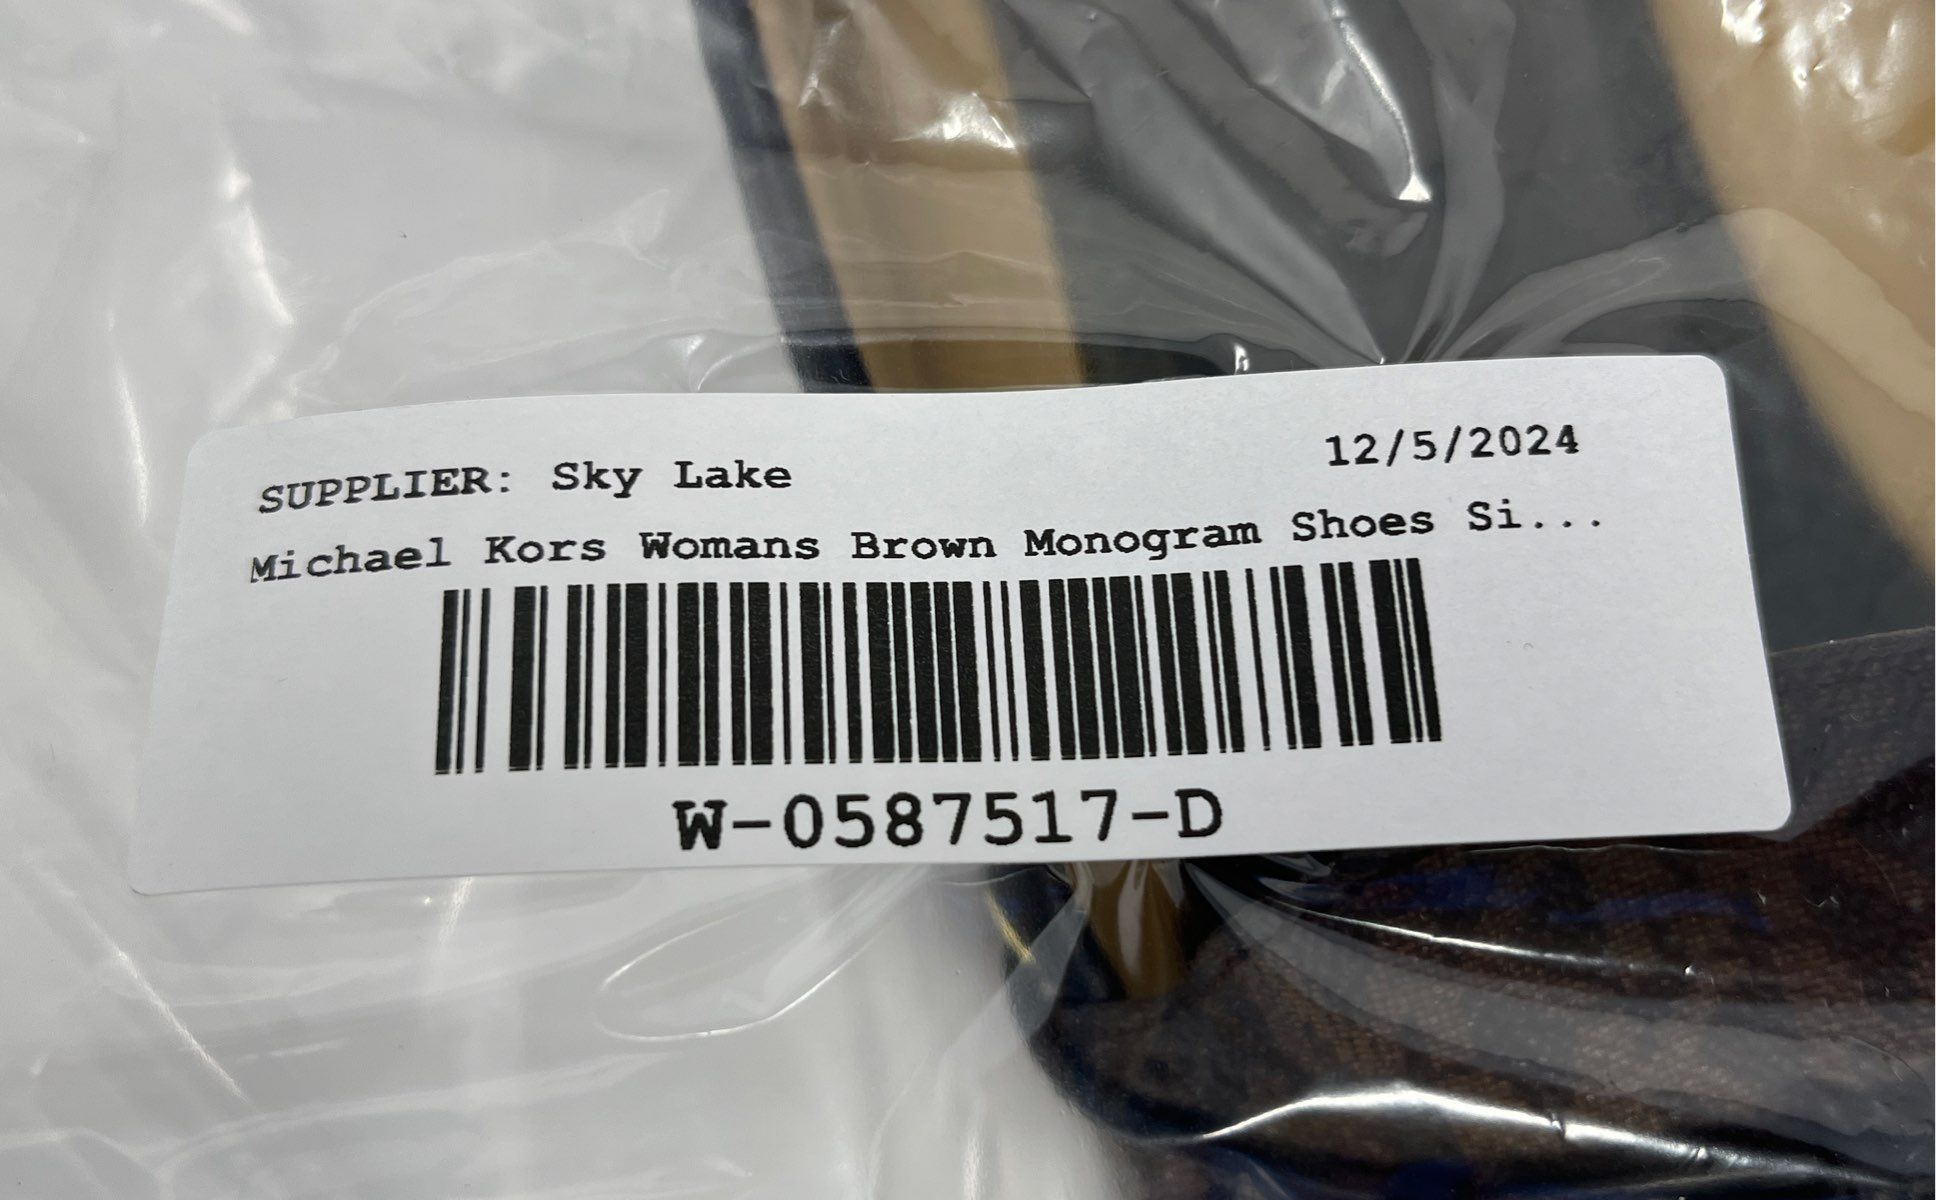 SUPPLIER: Sky Lake 12/5/2024
Michael Kors Womans Brown Monogram Shoes Si...
W-0587517-D